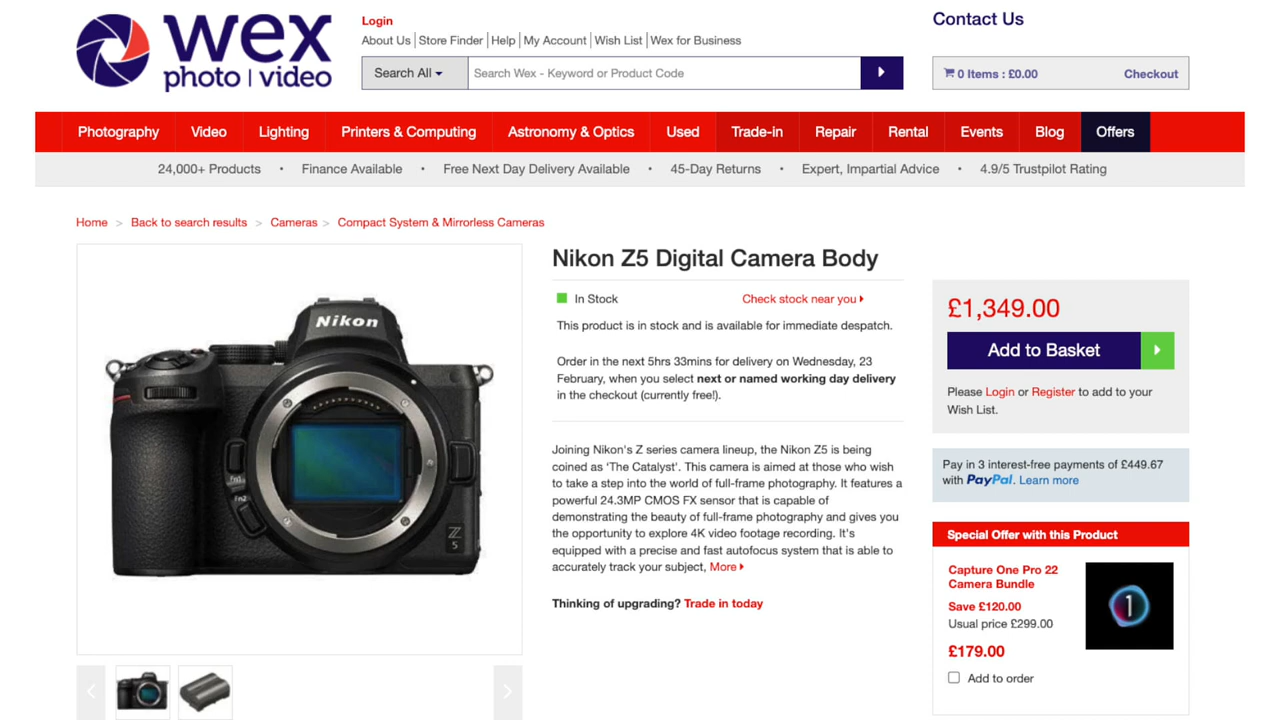 wex
photo | video
Login
About Us | Store Finder | Help | My Account | Wish List | Wex for Business
Search All
Search Wex - Keyword or Product Code
Contact Us
0 Items : £0.00
Checkout
Photography Video Lighting Printers & Computing Astronomy & Optics Used Trade-in Repair Rental Events Blog Offers
24,000+ Products • Finance Available • Free Next Day Delivery Available • 45-Day Returns • Expert, Impartial Advice • 4.9/5 Trustpilot Rating
Home > Back to search results > Cameras > Compact System & Mirrorless Cameras
Nikon
Fn1
Fn2
Z
5
Nikon Z5 Digital Camera Body
In Stock
Check stock near you
This product is in stock and is available for immediate despatch.
Order in the next 5hrs 33mins for delivery on Wednesday, 23
February, when you select next or named working day delivery
in the checkout (currently free!).
Joining Nikon's Z series camera lineup, the Nikon Z5 is being
coined as 'The Catalyst'. This camera is aimed at those who wish
to take a step into the world of full-frame photography. It features a
powerful 24.3MP CMOS FX sensor that is capable of
demonstrating the beauty of full-frame photography and gives you
the opportunity to explore 4K video footage recording. It's
equipped with a precise and fast autofocus system that is able to
accurately track your subject, More
Thinking of upgrading? Trade in today
£1,349.00
Add to Basket
Please Login or Register to add to your
Wish List.
Pay in 3 interest-free payments of £449.67
with PayPal. Learn more
Special Offer with this Product
Capture One Pro 22
Camera Bundle
Save £120.00
Usual price £299.00
£179.00
Add to order
1